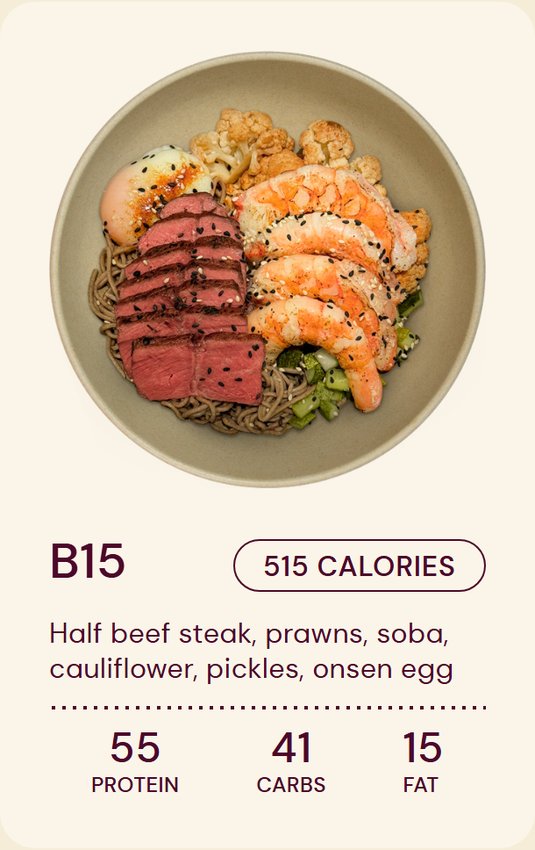 B15
515 CALORIES
Half beef steak, prawns, soba,
cauliflower, pickles, onsen egg
55 41 15
PROTEIN CARBS FAT